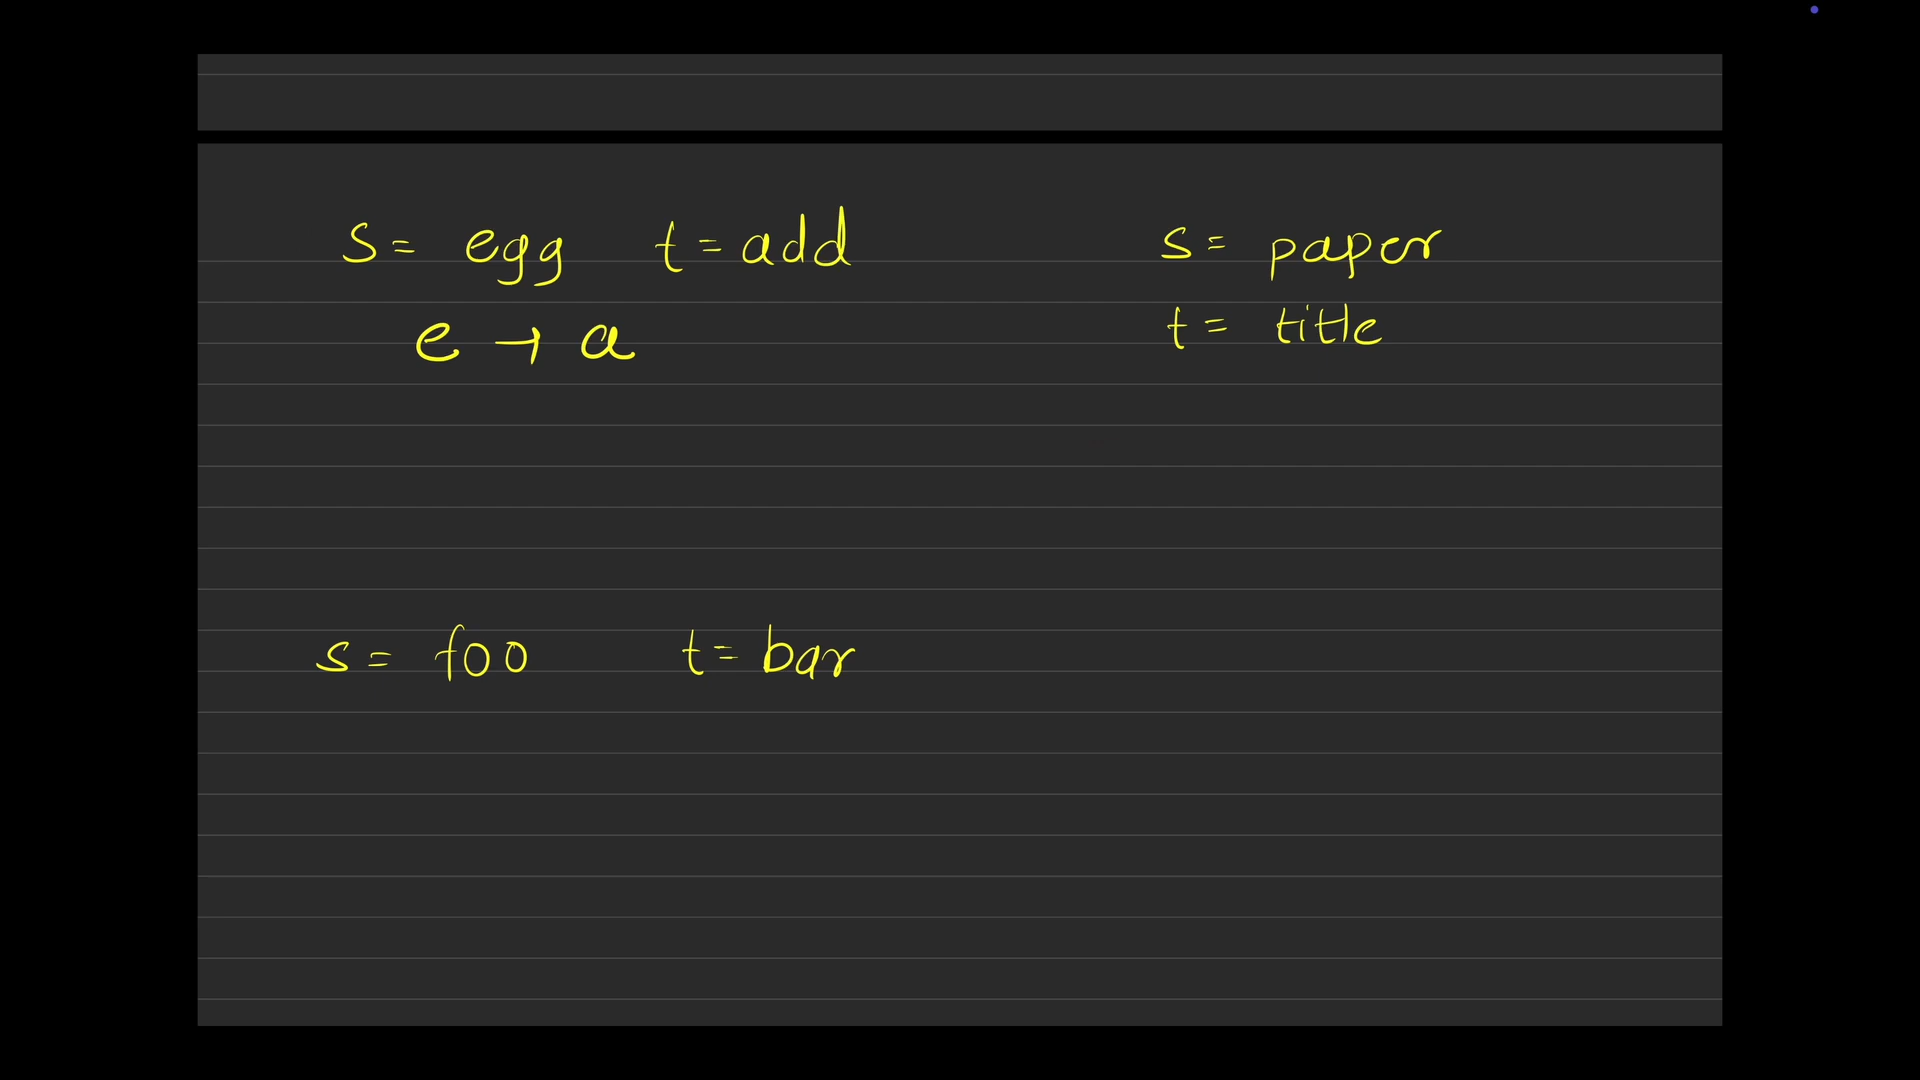 s = egg t = add
e → a
s = paper
t = title
s = foo t = bar